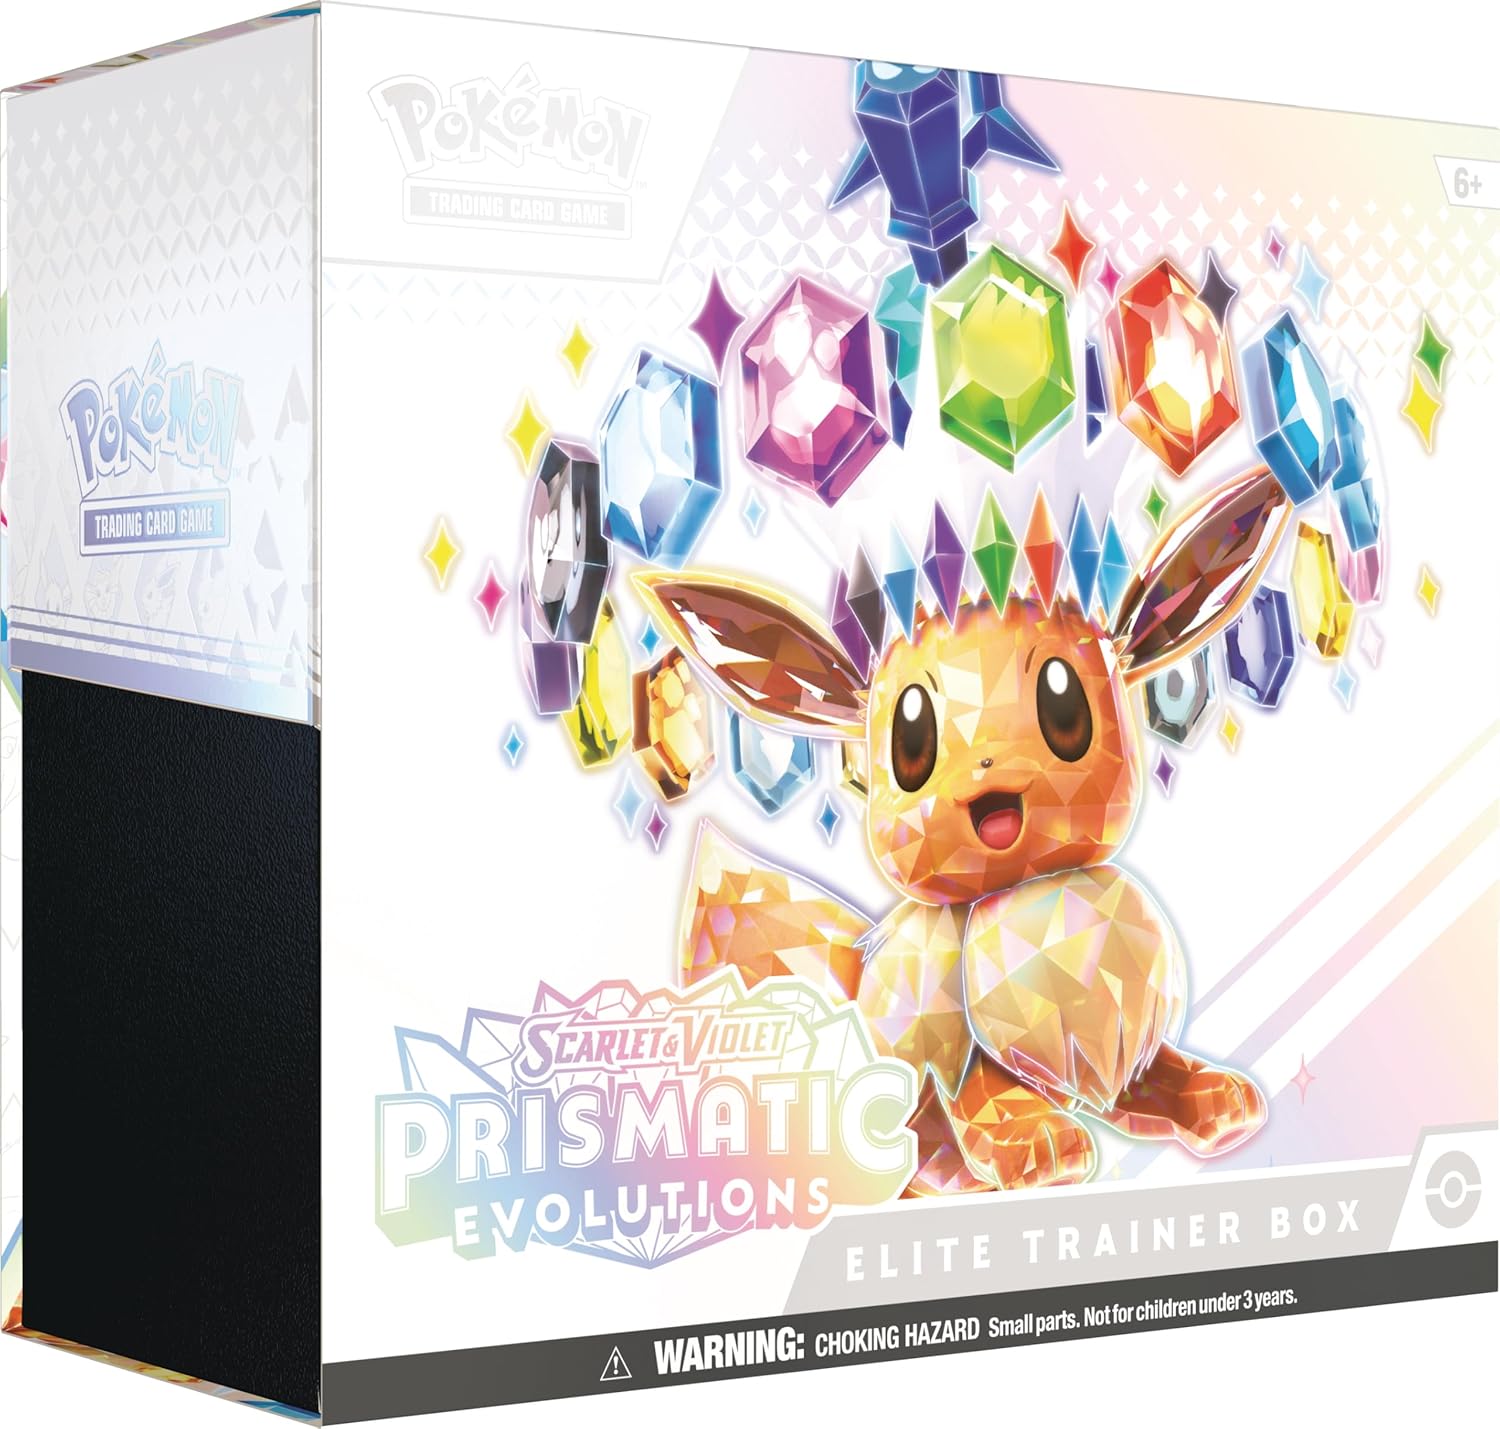 Pokémon
TRADING CARD GAME
6+
Pokémon
TRADING CARD GAME
SCARLET & VIOLET
PRISMATIC
EVOLUTIONS
ELITE TRAINER BOX
WARNING: CHOKING HAZARD Small parts. Not for children under 3 years.